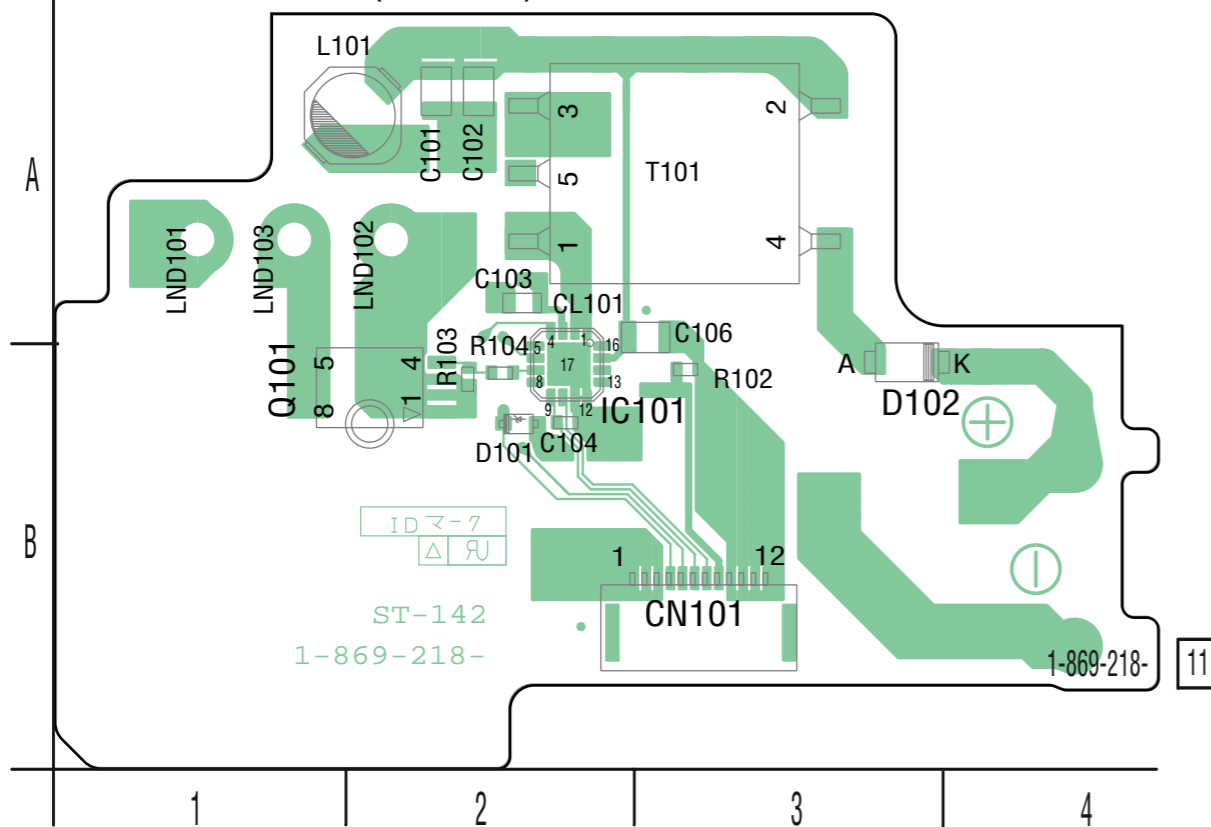 L101
C101
C102
3
5
1
T101
2
4
A
LND101
LND103
LND102
C103
CL101
C106
R103
R104
4
1
5
16
17
8
13
9
12
IC101
R102
A
K
D102
Q101
5
4
8
1
D101
C104
+
B
IDマーク
ST-142
1-869-218-
1
12
CN101
1-869-218-
11
1
2
3
4